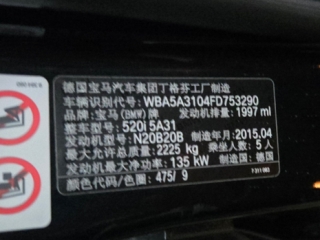 德国宝马汽车集团丁格芬工厂制造
车辆识别代号: WBA5A3104FD753290
品牌: 宝马(BMW)牌 发动机排量: 1997 ml
整车型号: 520i 5A31
发动机型号: N20B20B 制造年月: 2015.04
最大允许总质量: 2225 kg 乘坐人数: 5 人
发动机最大净功率: 135 kW 制造国: 德国
颜色/色圈: 475/ 9